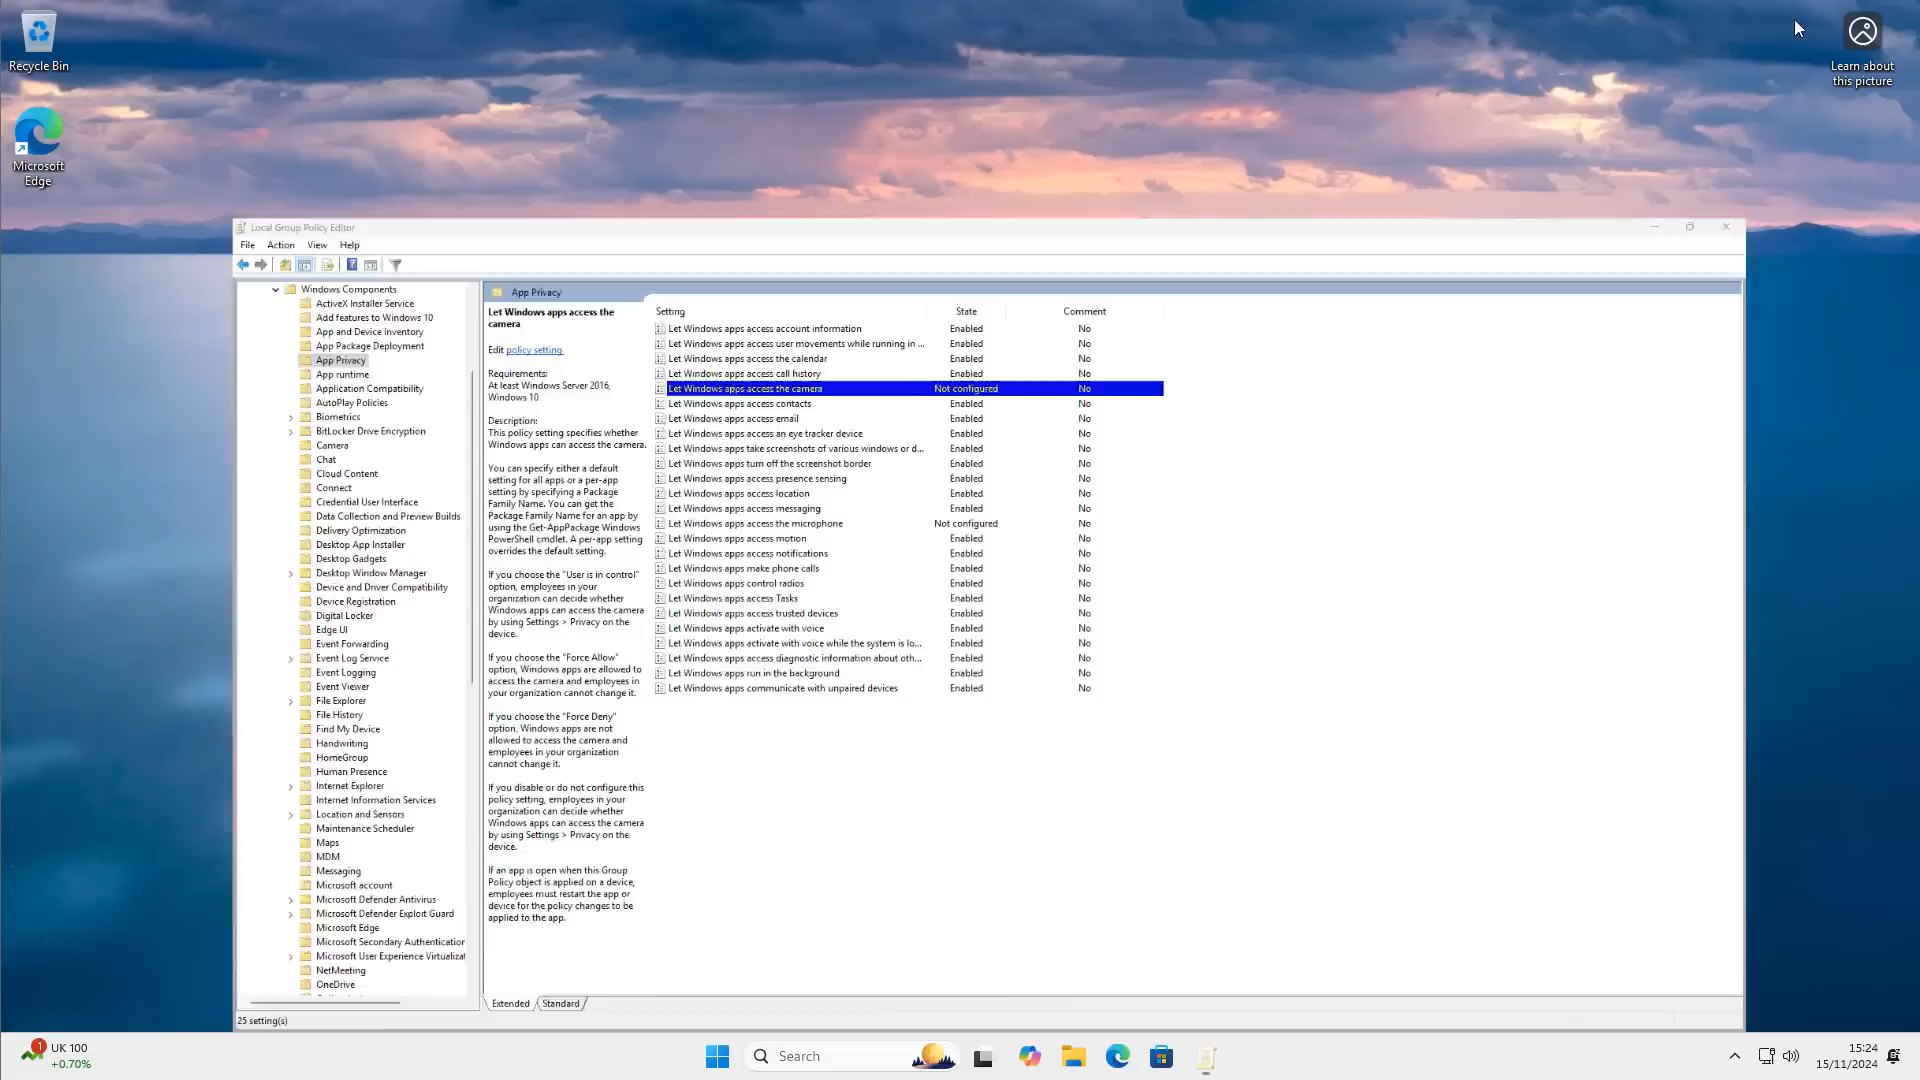 Recycle Bin
Microsoft
Edge
Learn about
this picture
Local Group Policy Editor
File Action View Help
Windows Components
ActiveX Installer Service
Add features to Windows 10
App and Device Inventory
App Package Deployment
App Privacy
App runtime
Application Compatibility
AutoPlay Policies
Biometrics
BitLocker Drive Encryption
Camera
Chat
Cloud Content
Connect
Credential User Interface
Data Collection and Preview Builds
Delivery Optimization
Desktop App Installer
Desktop Gadgets
Desktop Window Manager
Device and Driver Compatibility
Device Registration
Digital Locker
Edge UI
Event Forwarding
Event Log Service
Event Logging
Event Viewer
File Explorer
File History
Find My Device
Handwriting
HomeGroup
Human Presence
Internet Explorer
Internet Information Services
Location and Sensors
Maintenance Scheduler
Maps
MDM
Messaging
Microsoft account
Microsoft Defender Antivirus
Microsoft Defender Exploit Guard
Microsoft Edge
Microsoft Secondary Authentication
Microsoft User Experience Virtualizat
NetMeeting
OneDrive
App Privacy
Let Windows apps access the
camera
Edit policy setting.
Requirements:
At least Windows Server 2016,
Windows 10
Description:
This policy setting specifies whether
Windows apps can access the camera.
You can specify either a default
setting for all apps or a per-app
setting by specifying a Package
Family Name. You can get the
Package Family Name for an app by
using the Get-AppPackage Windows
PowerShell cmdlet. A per-app setting
overrides the default setting.
If you choose the "User is in control"
option, employees in your
organization can decide whether
Windows apps can access the camera
by using Settings > Privacy on the
device.
If you choose the "Force Allow"
option, Windows apps are allowed to
access the camera and employees in
your organization cannot change it.
If you choose the "Force Deny"
option, Windows apps are not
allowed to access the camera and
employees in your organization
cannot change it.
If you disable or do not configure this
policy setting, employees in your
organization can decide whether
Windows apps can access the camera
by using Settings > Privacy on the
device.
If an app is open when this Group
Policy object is applied on a device,
employees must restart the app or
device for the policy changes to be
applied to the app.
Setting State Comment
Let Windows apps access account information Enabled No
Let Windows apps access user movements while running in ... Enabled No
Let Windows apps access the calendar Enabled No
Let Windows apps access call history Enabled No
Let Windows apps access the camera Not configured No
Let Windows apps access contacts Enabled No
Let Windows apps access email Enabled No
Let Windows apps access an eye tracker device Enabled No
Let Windows apps take screenshots of various windows or d... Enabled No
Let Windows apps turn off the screenshot border Enabled No
Let Windows apps access presence sensing Enabled No
Let Windows apps access location Enabled No
Let Windows apps access messaging Enabled No
Let Windows apps access the microphone Not configured No
Let Windows apps access motion Enabled No
Let Windows apps access notifications Enabled No
Let Windows apps make phone calls Enabled No
Let Windows apps control radios Enabled No
Let Windows apps access Tasks Enabled No
Let Windows apps access trusted devices Enabled No
Let Windows apps activate with voice Enabled No
Let Windows apps activate with voice while the system is lo... Enabled No
Let Windows apps access diagnostic information about oth... Enabled No
Let Windows apps run in the background Enabled No
Let Windows apps communicate with unpaired devices Enabled No
Extended Standard
25 setting(s)
1
UK 100
+0.70%
Search
15:24
15/11/2024